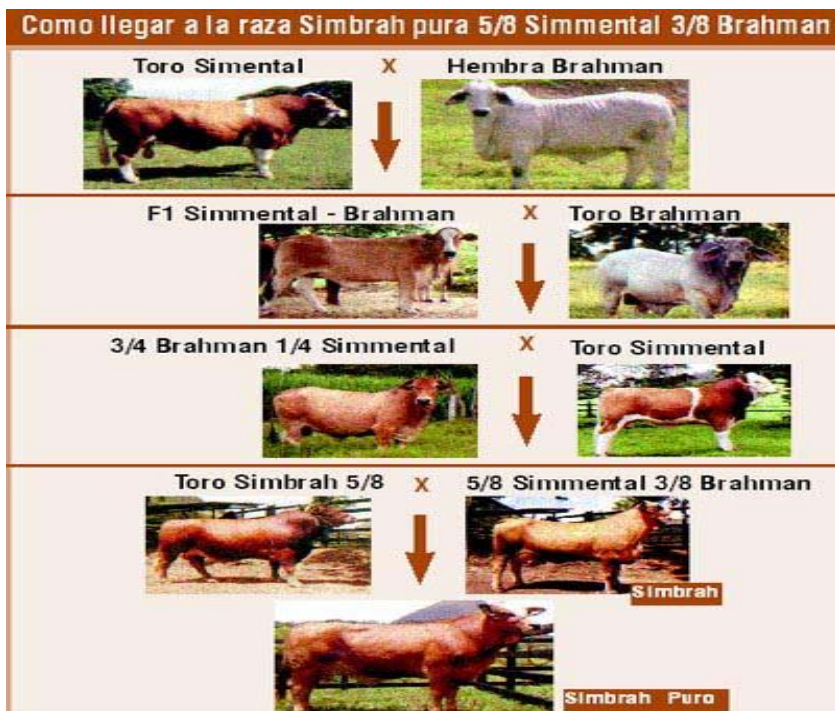 Como llegar a la raza Simbrah pura 5/8 Simmental 3/8 Brahman
Toro Simental X Hembra Brahman
F1 Simmental - Brahman X Toro Brahman
3/4 Brahman 1/4 Simmental X Toro Simmental
Toro Simbrah 5/8 X 5/8 Simmental 3/8 Brahman
Simbrah
Simbrah Puro